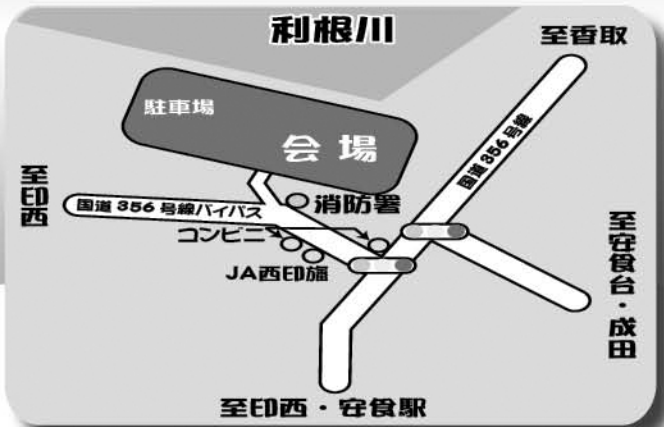 利根川
至香取
駐車場
会場
国道356号線
至印西
国道356号線バイパス
消防署
コンビニ
JA西印旛
至安食台・成田
至印西・安食駅